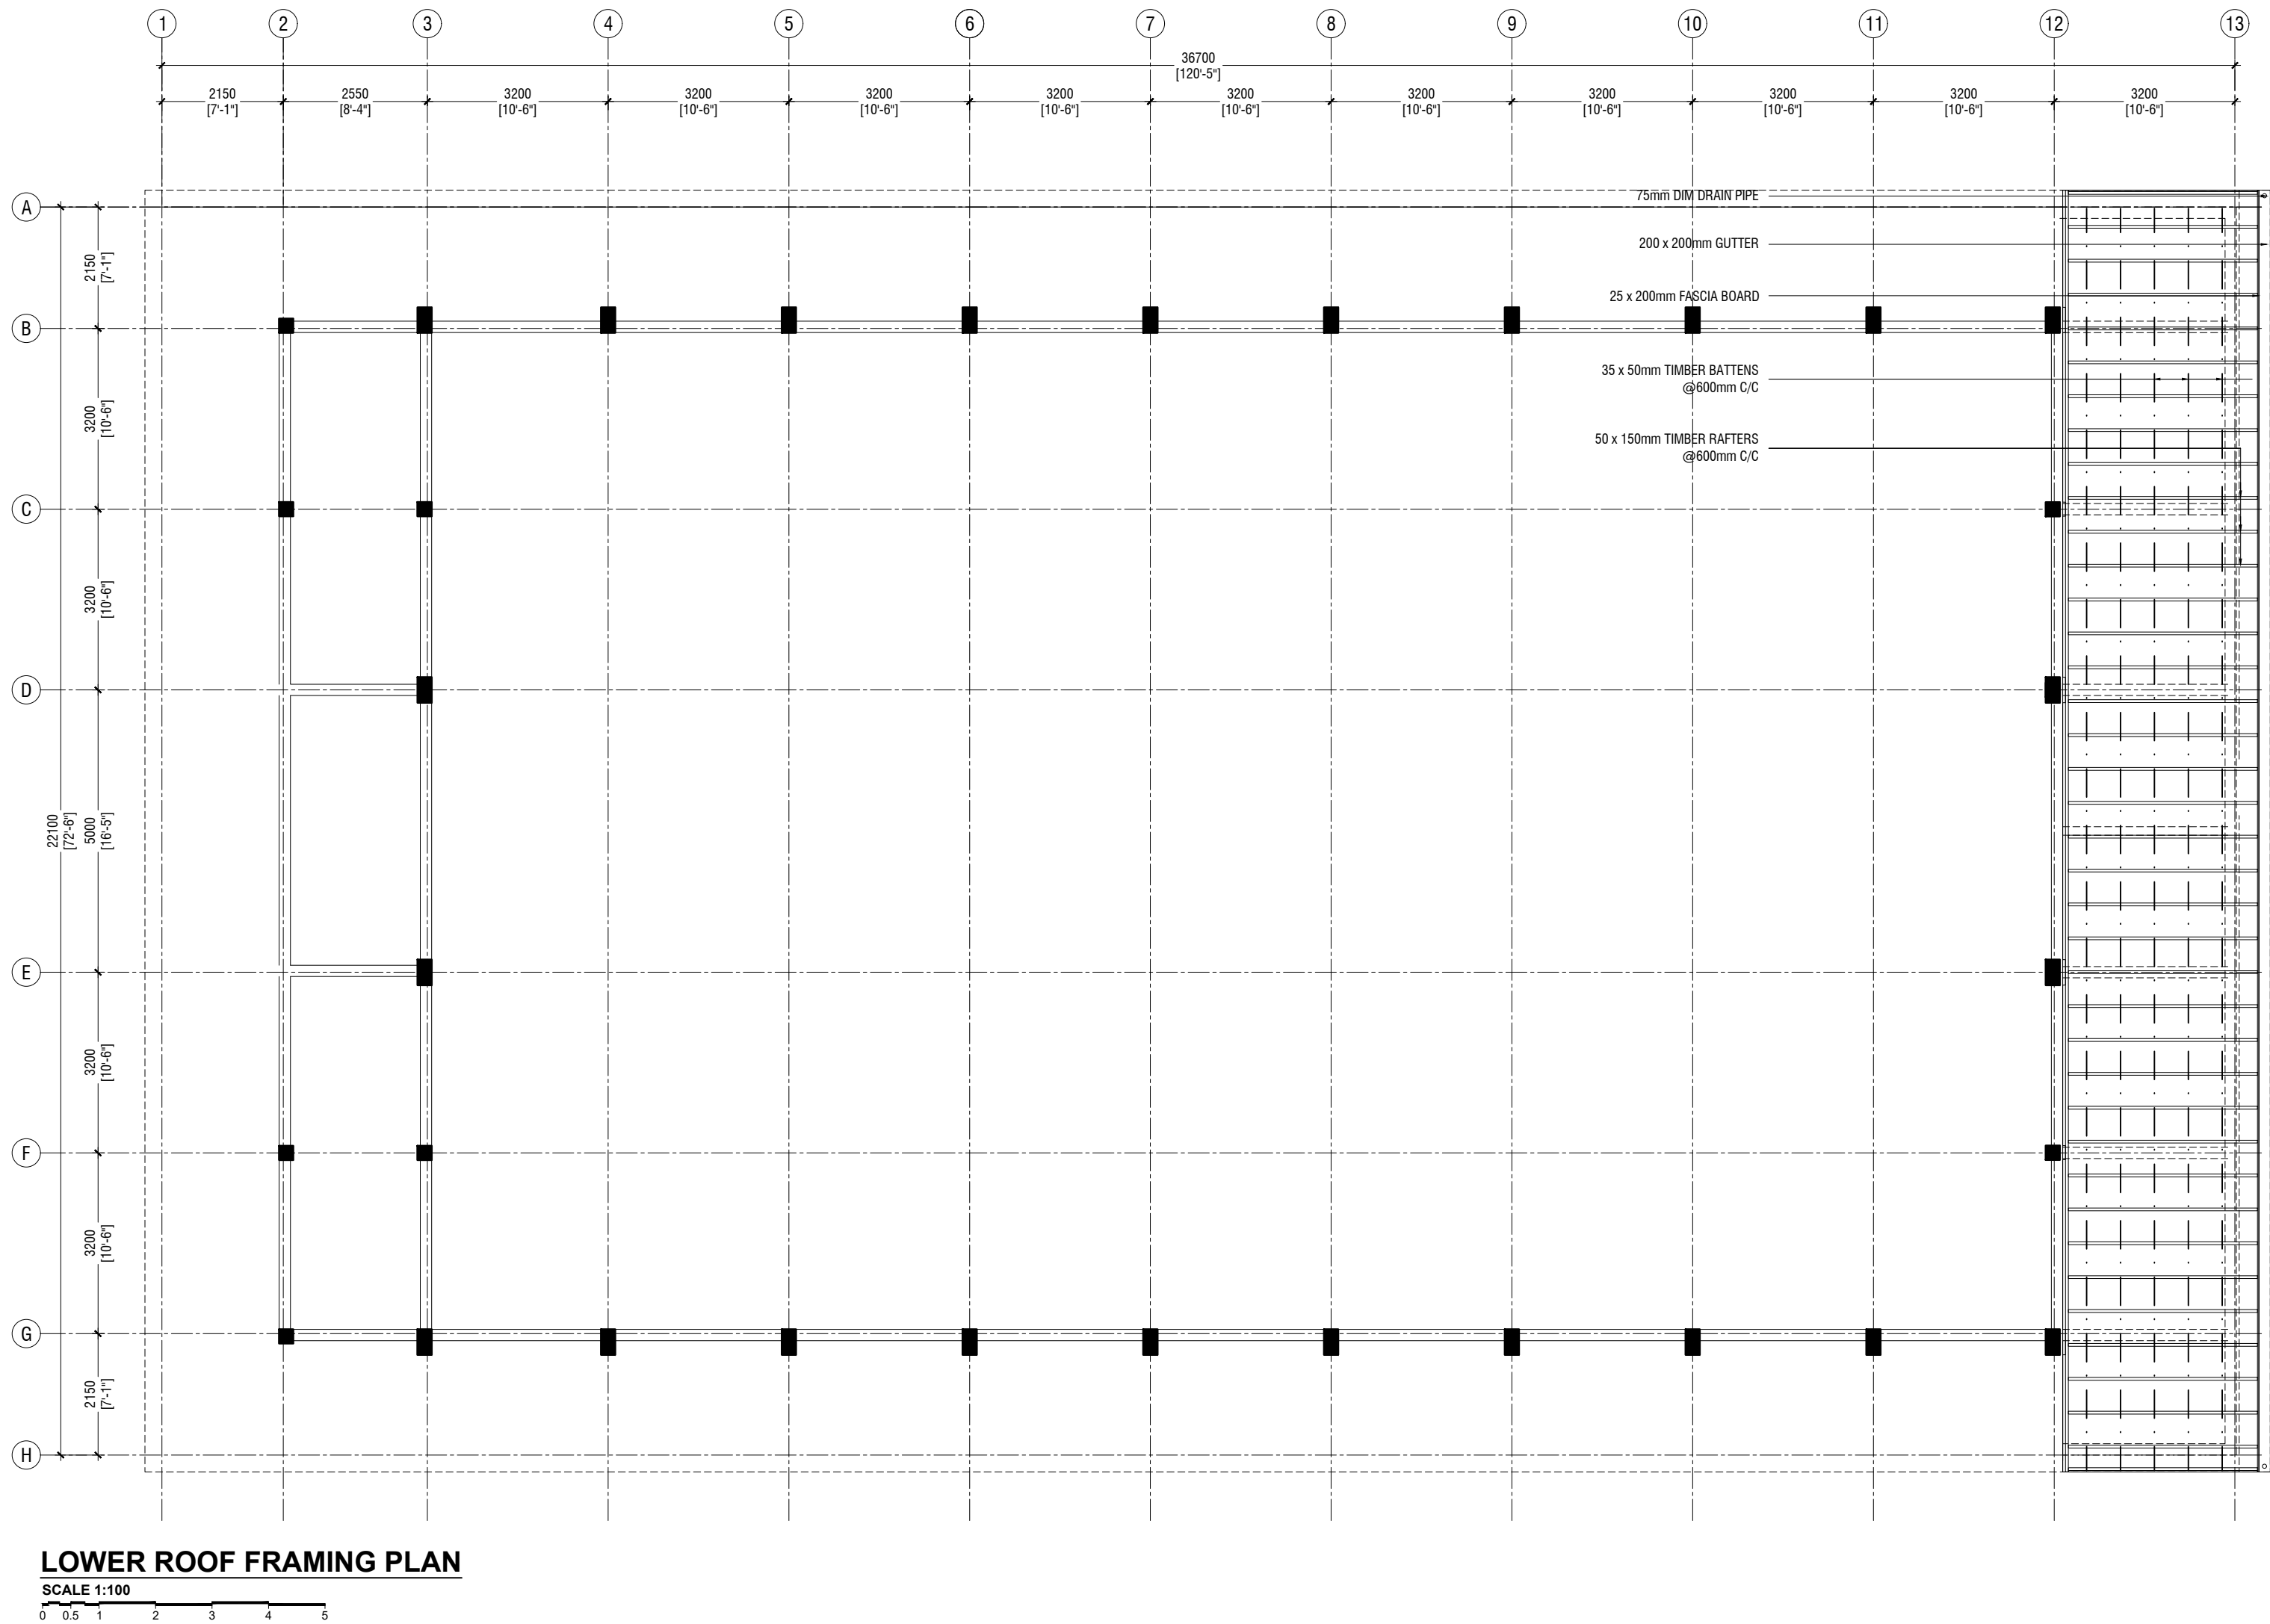 1 2 3 4 5 6 7 8 9 10 11 12 13
36700
[120'-5"]
2150 2550 3200 3200 3200 3200 3200 3200 3200 3200 3200 3200
[7'-1"] [8'-4"] [10'-6"] [10'-6"] [10'-6"] [10'-6"] [10'-6"] [10'-6"] [10'-6"] [10'-6"] [10'-6"] [10'-6"]
75mm DIM DRAIN PIPE
A
200 x 200mm GUTTER
2150
[7'-1"]
25 x 200mm FASCIA BOARD
B
35 x 50mm TIMBER BATTENS
@600mm C/C
3200
[10'-6"]
50 x 150mm TIMBER RAFTERS
@600mm C/C
C
3200
[10'-6"]
D
22100
[72'-6"]
5000
[16'-5"]
E
3200
[10'-6"]
F
3200
[10'-6"]
G
2150
[7'-1"]
H
LOWER ROOF FRAMING PLAN
SCALE 1:100
0 0.5 1 2 3 4 5